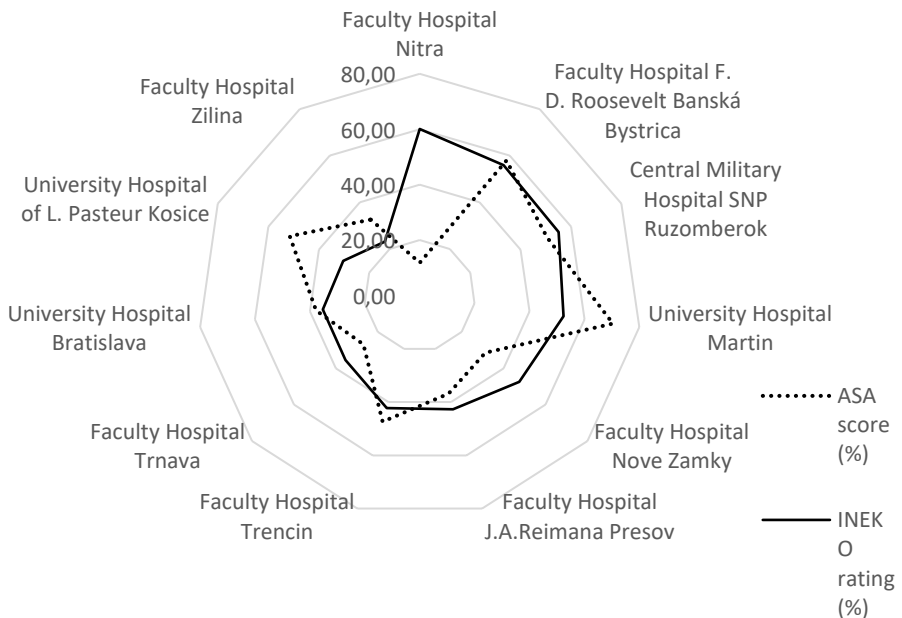 Faculty Hospital
Nitra
80,00
60,00
40,00
20,00
0,00
Faculty Hospital F.
D. Roosevelt Banská
Bystrica
Central Military
Hospital SNP
Ruzomberok
University Hospital
Martin
Faculty Hospital
Nove Zamky
Faculty Hospital
J.A.Reimana Presov
Faculty Hospital
Trencin
Faculty Hospital
Trnava
University Hospital
Bratislava
University Hospital
of L. Pasteur Kosice
Faculty Hospital
Zilina
ASA
score
(%)
INEK
O
rating
(%)